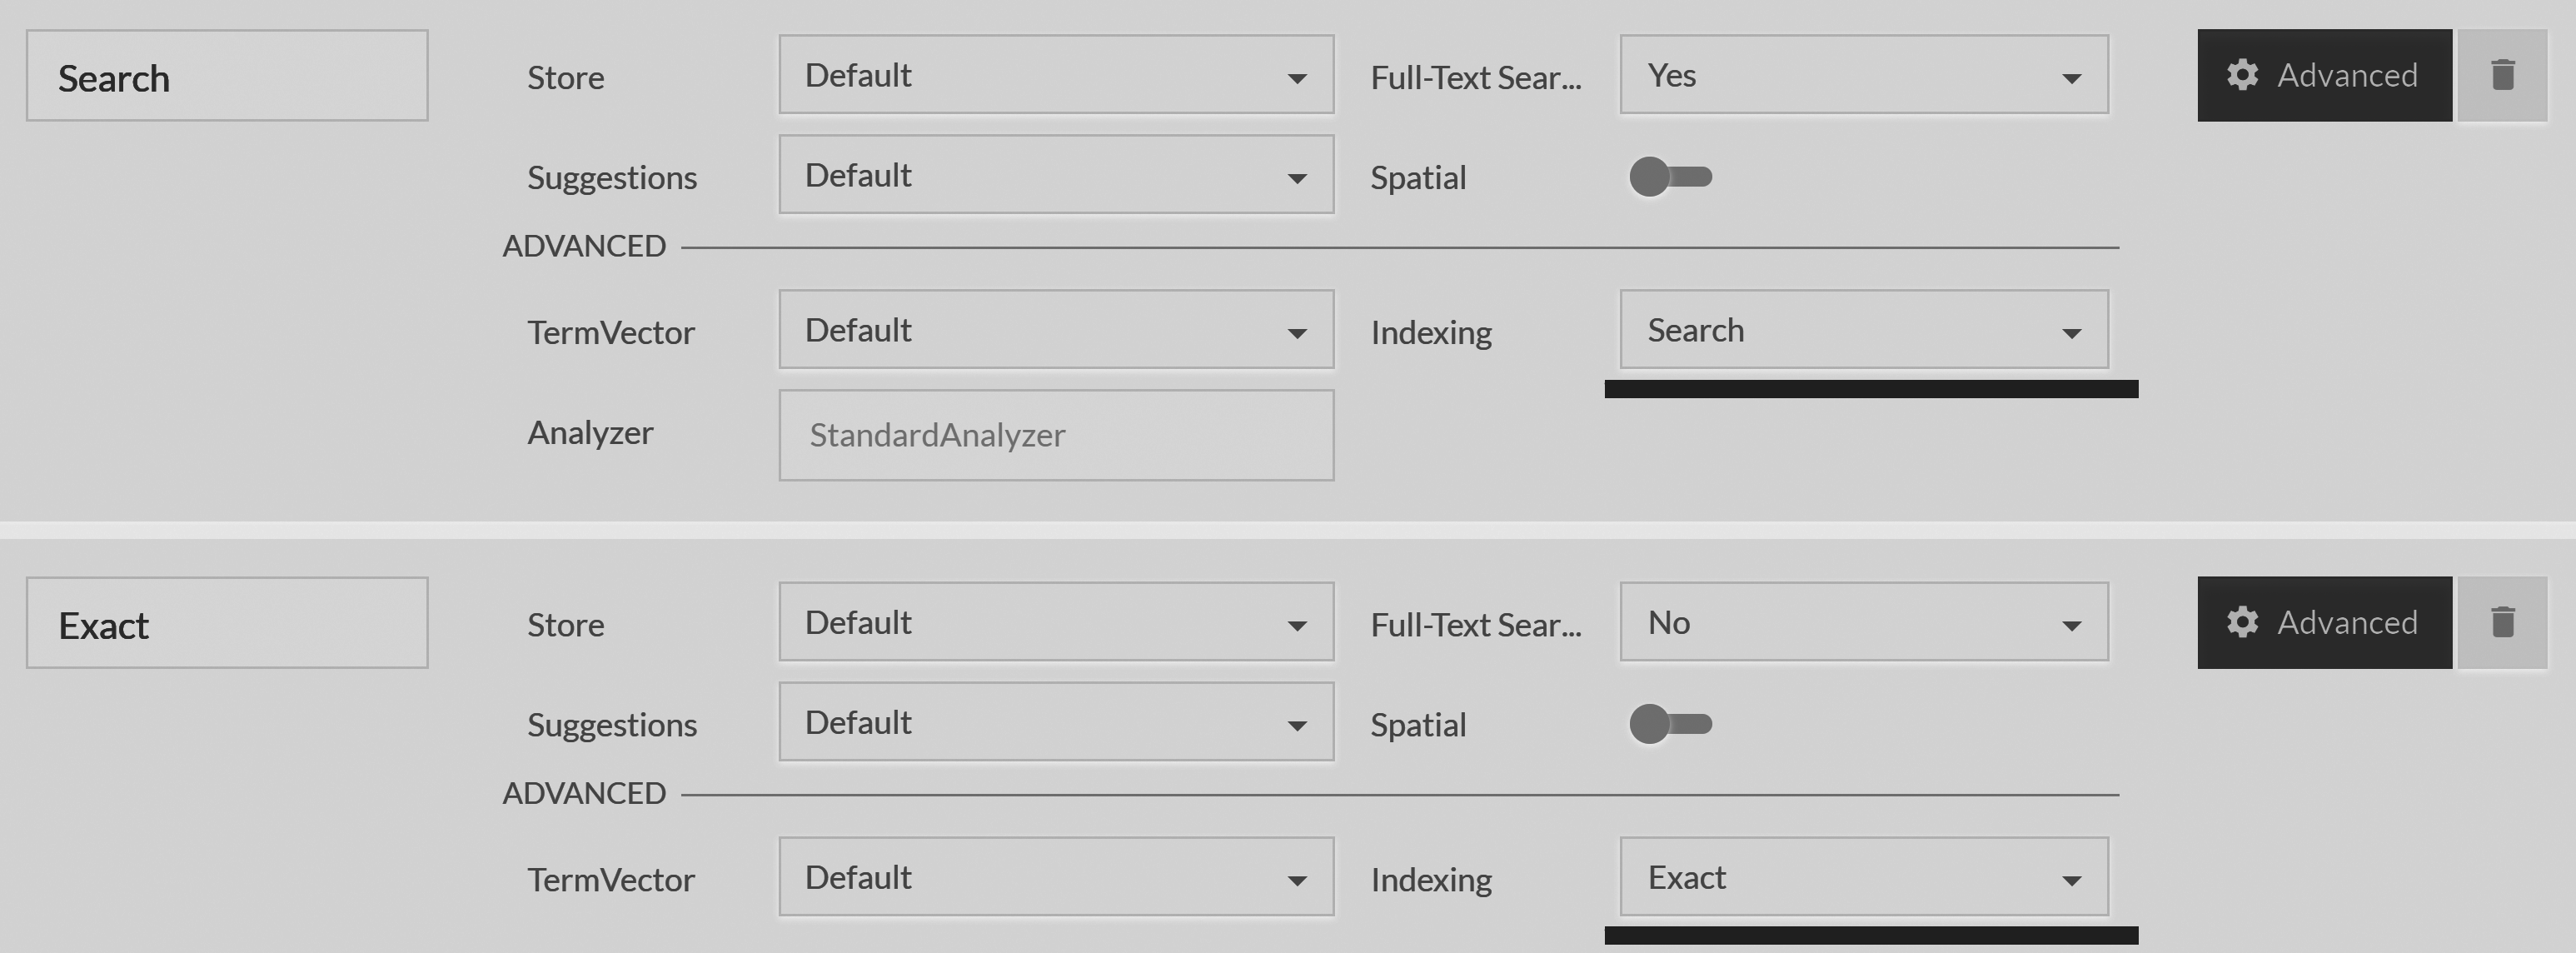 Search Store Default Full-Text Sear... Yes Advanced
Suggestions Default Spatial
ADVANCED
TermVector Default Indexing Search
Analyzer StandardAnalyzer
Exact Store Default Full-Text Sear... No Advanced
Suggestions Default Spatial
ADVANCED
TermVector Default Indexing Exact